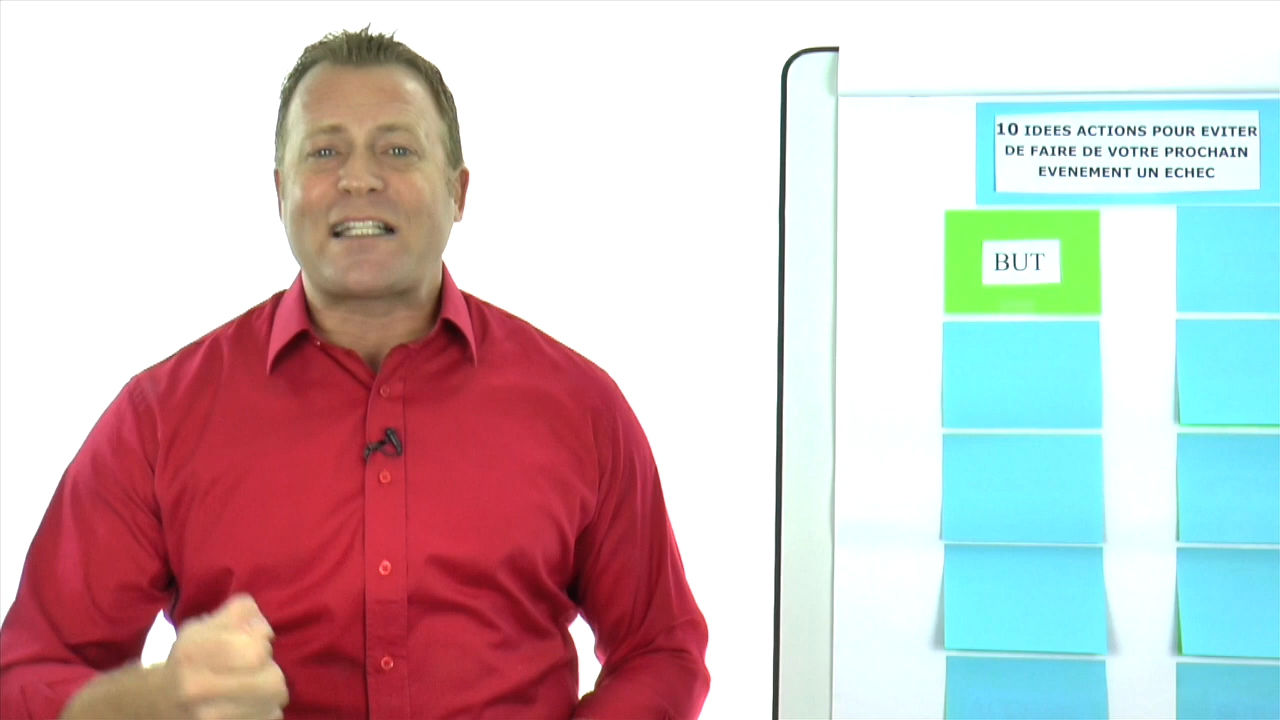 10 IDEES ACTIONS POUR EVITER
DE FAIRE DE VOTRE PROCHAIN
EVENEMENT UN ECHEC
BUT